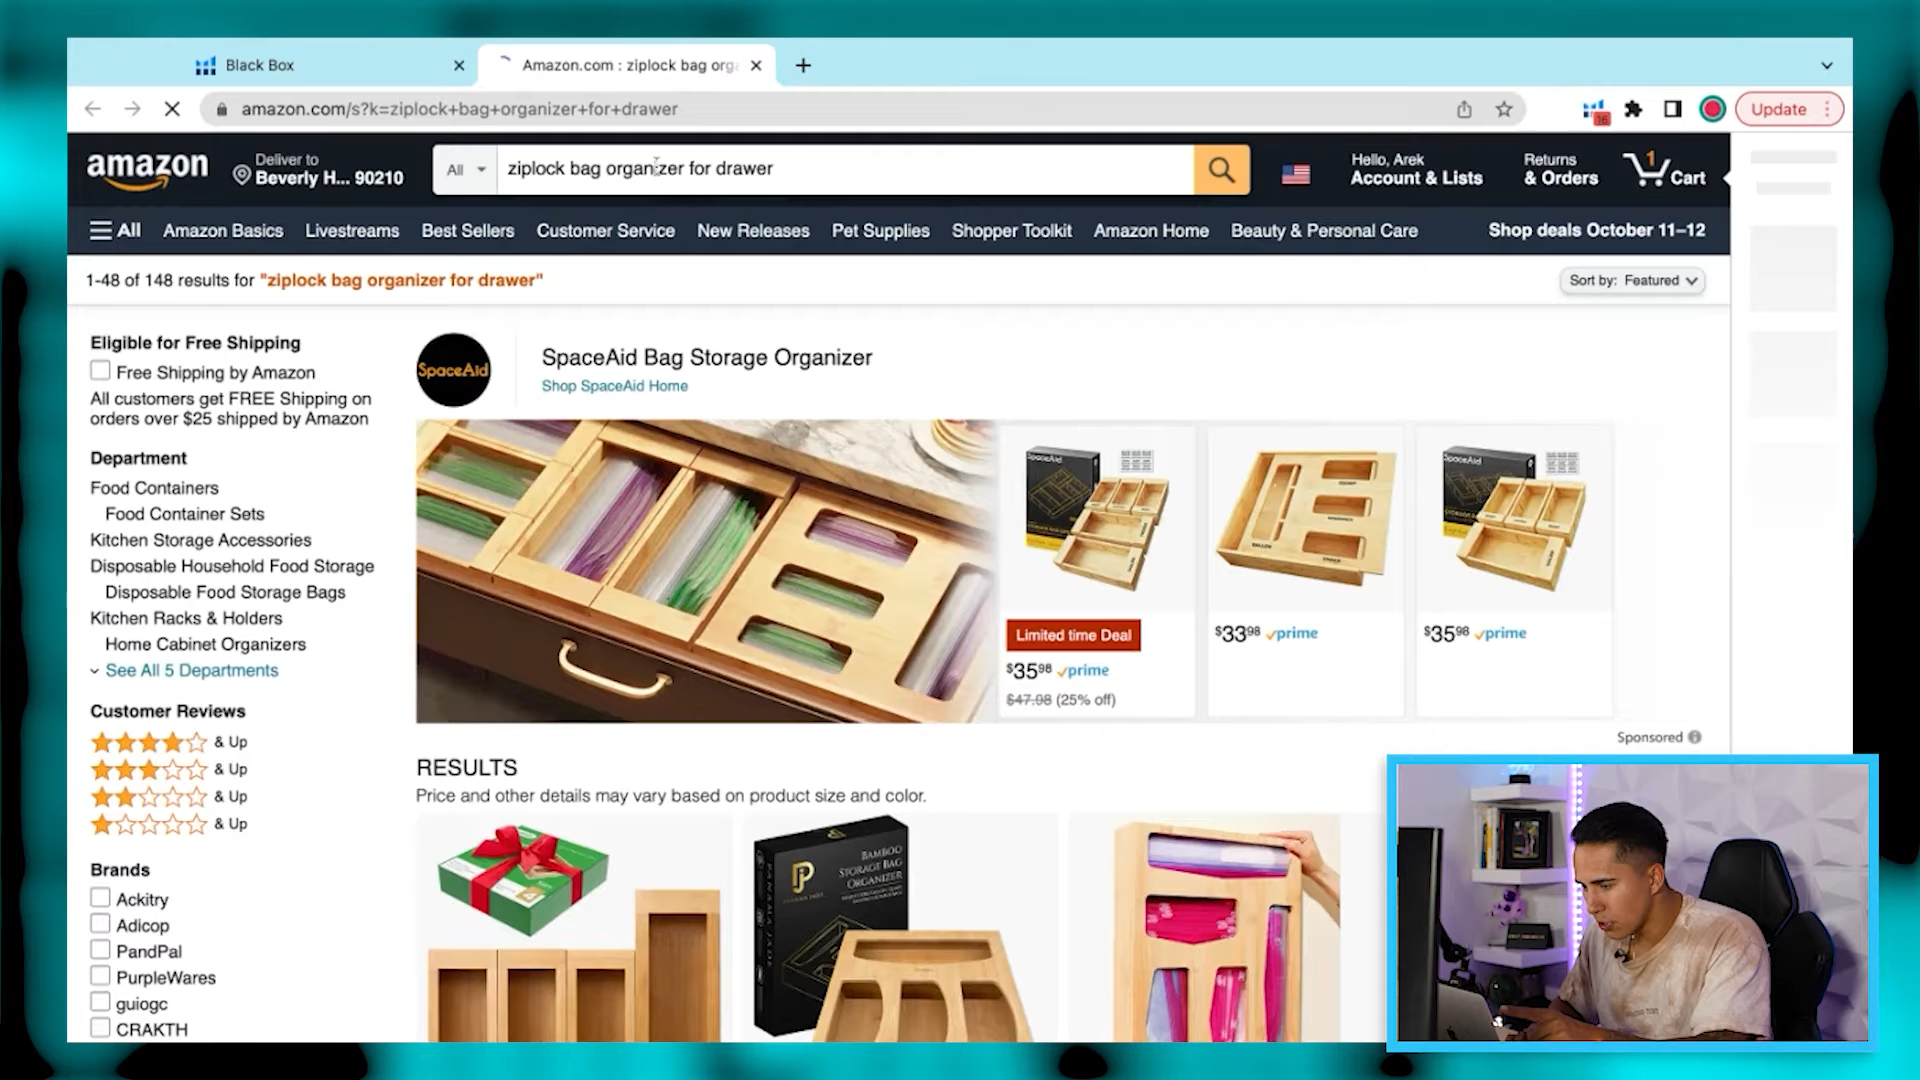 Black Box
Amazon.com : ziplock bag orga
amazon.com/s?k=ziplock+bag+organizer+for+drawer
16
Update
amazon
Deliver to
Beverly H... 90210
All
ziplock bag organizer for drawer
Hello, Arek
Account & Lists
Returns
& Orders
1
Cart
All
Amazon Basics
Livestreams
Best Sellers
Customer Service
New Releases
Pet Supplies
Shopper Toolkit
Amazon Home
Beauty & Personal Care
Shop deals October 11–12
1-48 of 148 results for "ziplock bag organizer for drawer"
Sort by: Featured
Eligible for Free Shipping
Free Shipping by Amazon
All customers get FREE Shipping on
orders over $25 shipped by Amazon
Department
Food Containers
Food Container Sets
Kitchen Storage Accessories
Disposable Household Food Storage
Disposable Food Storage Bags
Kitchen Racks & Holders
Home Cabinet Organizers
See All 5 Departments
Customer Reviews
& Up
& Up
& Up
& Up
Brands
Ackitry
Adicop
PandPal
PurpleWares
guiogc
CRAKTH
SpaceAid
SpaceAid Bag Storage Organizer
Shop SpaceAid Home
SpaceAid
SpaceAid
Limited time Deal
$3598 prime
$47.98 (25% off)
$3398 prime
$3598 prime
Sponsored
RESULTS
Price and other details may vary based on product size and color.
BAMBOO
STORAGE BAG
ORGANIZER